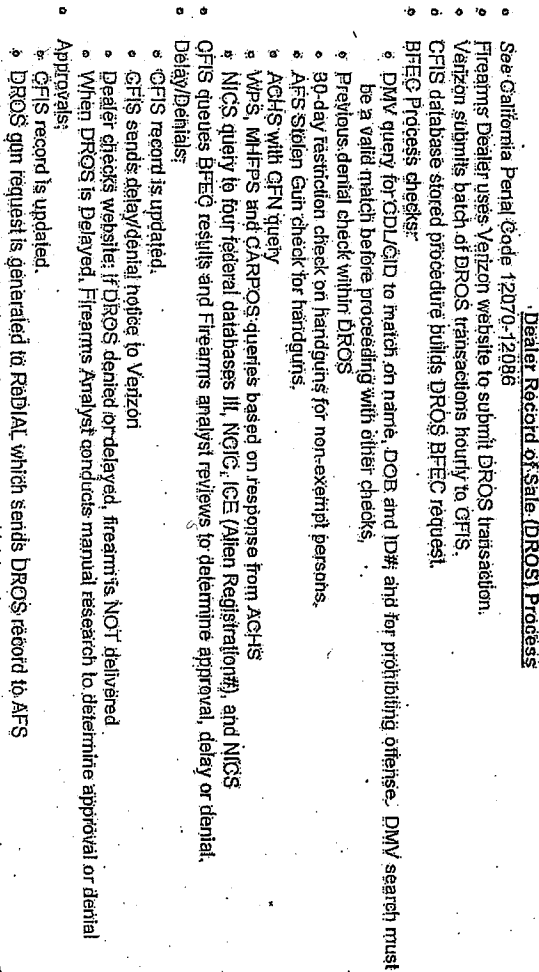 Dealer Record of Sale (DROS) Process
• See California Penal Code 12070-12086
• Firearms Dealer uses Verizon website to submit DROS transaction.
• Verizon submits batch of DROS transactions hourly to CFIS.
• CFIS database stored procedure builds DROS BFEC request.
• BFEC Process checks:
• DMV query for CDL/CID to match on name, DOB and ID#; and for prohibiting offense. DMV search must
be a valid match before proceeding with other checks.
• Previous denial check within DROS
• 30-day restriction check on handguns for non-exempt persons.
• AFS Stolen Gun check for handguns.
• ACHS with GFN query
• WPS, MHFPS and CARPOS queries based on response from ACHS
• NICS query to four federal databases III, NCIC, ICE (Alien Registration#), and NICS
• CFIS queues BFEC results and Firearms analyst reviews to determine approval, delay or denial.
• Delay/Denials:
• CFIS record is updated.
• CFIS sends delay/denial notice to Verizon
• Dealer checks website: if DROS denied or delayed, firearm is NOT delivered
• When DROS is Delayed, Firearms Analyst conducts manual research to determine approval or denial
• Approvals:
• CFIS record is updated.
• DROS gun request is generated to ReDIAL which sends DROS record to AFS